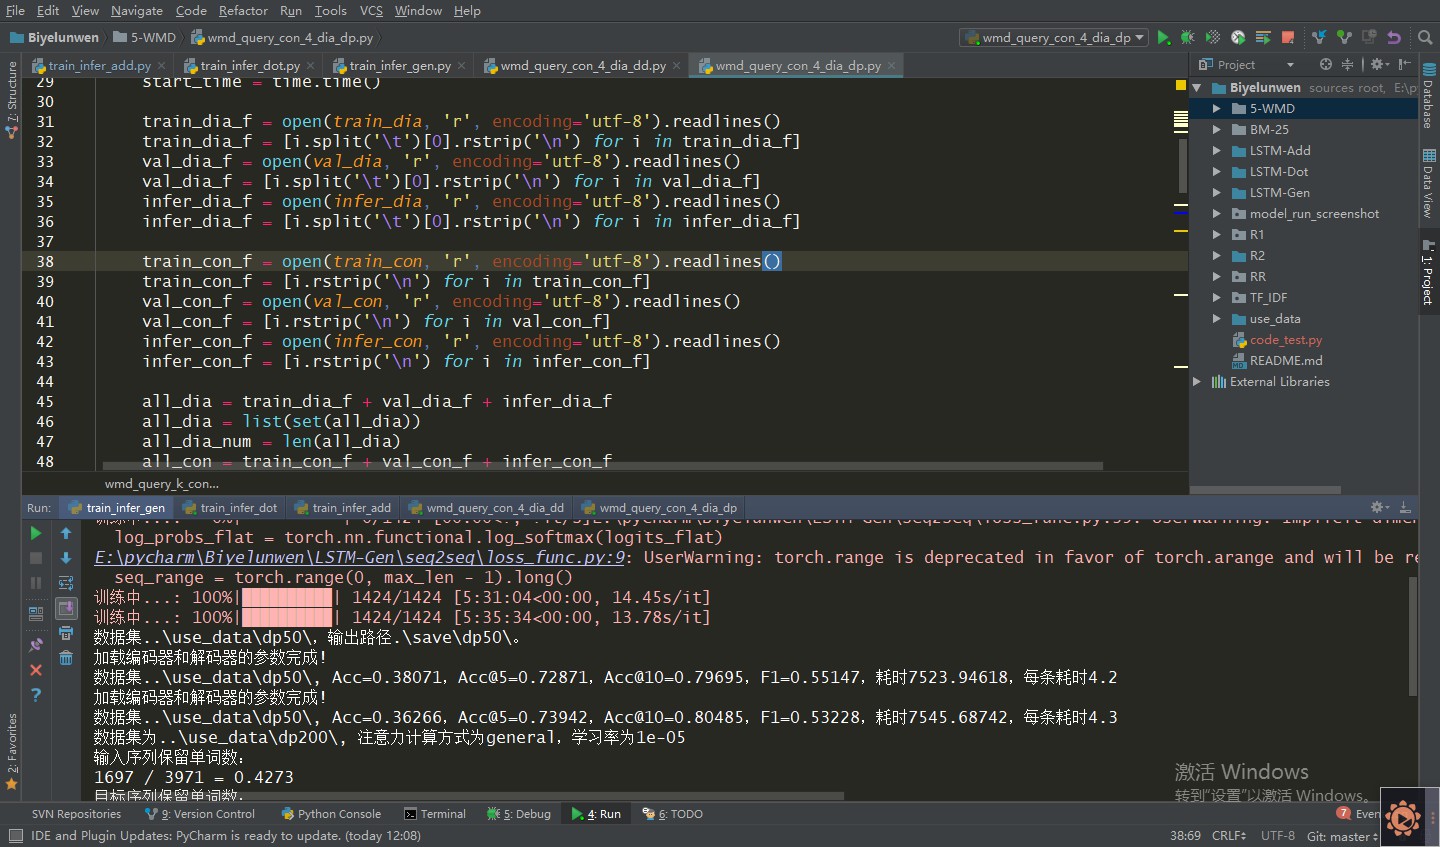 File Edit View Navigate Code Refactor Run Tools VCS Window Help
Biyelunwen 5-WMD wmd_query_con_4_dia_dp.py wmd_query_con_4_dia_dp
train_infer_add.py train_infer_dot.py train_infer_gen.py wmd_query_con_4_dia_dd.py wmd_query_con_4_dia_dp.py
29 start_time = time.time()
30
31 train_dia_f = open(train_dia, 'r', encoding='utf-8').readlines()
32 train_dia_f = [i.split('\t')[0].rstrip('\n') for i in train_dia_f]
33 val_dia_f = open(val_dia, 'r', encoding='utf-8').readlines()
34 val_dia_f = [i.split('\t')[0].rstrip('\n') for i in val_dia_f]
35 infer_dia_f = open(infer_dia, 'r', encoding='utf-8').readlines()
36 infer_dia_f = [i.split('\t')[0].rstrip('\n') for i in infer_dia_f]
37
38 train_con_f = open(train_con, 'r', encoding='utf-8').readlines()
39 train_con_f = [i.rstrip('\n') for i in train_con_f]
40 val_con_f = open(val_con, 'r', encoding='utf-8').readlines()
41 val_con_f = [i.rstrip('\n') for i in val_con_f]
42 infer_con_f = open(infer_con, 'r', encoding='utf-8').readlines()
43 infer_con_f = [i.rstrip('\n') for i in infer_con_f]
44
45 all_dia = train_dia_f + val_dia_f + infer_dia_f
46 all_dia = list(set(all_dia))
47 all_dia_num = len(all_dia)
48 all_con = train_con_f + val_con_f + infer_con_f
wmd_query_k_con...
Project
Biyelunwen sources root, E:\p
5-WMD
BM-25
LSTM-Add
LSTM-Dot
LSTM-Gen
model_run_screenshot
R1
R2
RR
TF_IDF
use_data
code_test.py
README.md
External Libraries
Z: Structure
2: Favorites
Database
Data View
1: Project
Run: train_infer_gen train_infer_dot train_infer_add wmd_query_con_4_dia_dd wmd_query_con_4_dia_dp
log_probs_flat = torch.nn.functional.log_softmax(logits_flat)
E:\pycharm\Biyelunwen\LSTM-Gen\seq2seq\loss_func.py:9: UserWarning: torch.range is deprecated in favor of torch.arange and will be re
seq_range = torch.range(0, max_len - 1).long()
训练中...: 100%|██████████| 1424/1424 [5:31:04<00:00, 14.45s/it]
训练中...: 100%|██████████| 1424/1424 [5:35:34<00:00, 13.78s/it]
数据集..\use_data\dp50\，输出路径.\save\dp50\。
加载编码器和解码器的参数完成！
数据集..\use_data\dp50\, Acc=0.38071，Acc@5=0.72871，Acc@10=0.79695，F1=0.55147，耗时7523.94618，每条耗时4.2
加载编码器和解码器的参数完成！
数据集..\use_data\dp50\, Acc=0.36266，Acc@5=0.73942，Acc@10=0.80485，F1=0.53228，耗时7545.68742，每条耗时4.3
数据集为..\use_data\dp200\, 注意力计算方式为general，学习率为1e-05
输入序列保留单词数：
1697 / 3971 = 0.4273
目标序列保留单词数：
激活 Windows
转到"设置"以激活 Windows。
SVN Repositories 9: Version Control Python Console Terminal 5: Debug 4: Run 6: TODO 7 Even
IDE and Plugin Updates: PyCharm is ready to update. (today 12:08) 38:69 CRLF UTF-8 Git: master